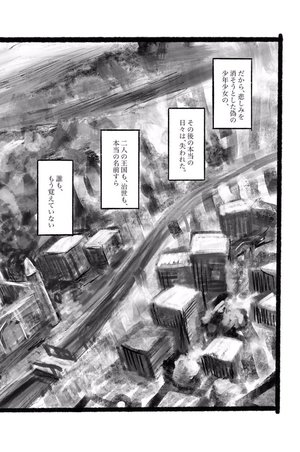 だから、悲しみを
消そうとした偽の
少年少女の、
その後の本当の
日々は、失われた。
二人の王国も、治世も、
本当の名前すら
誰も、
もう覚えていない